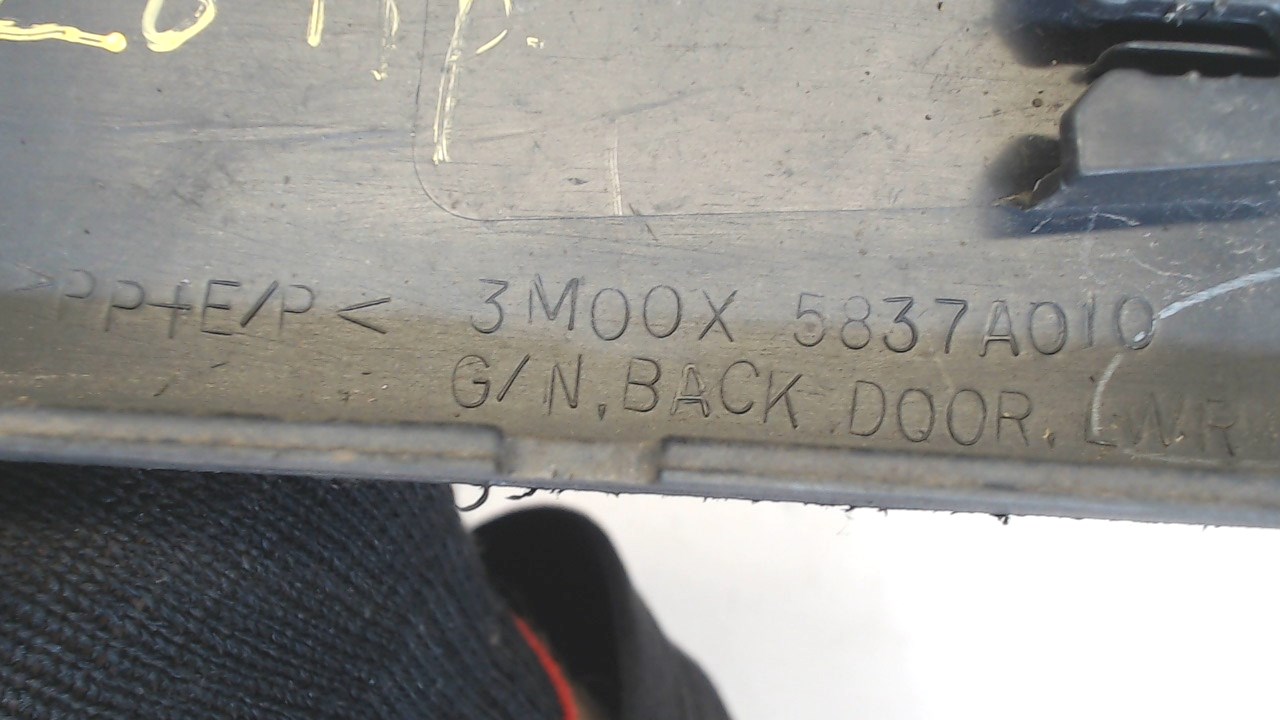 >PP+E/P< 3M00X 5837A010
G/N, BACK DOOR, LWR